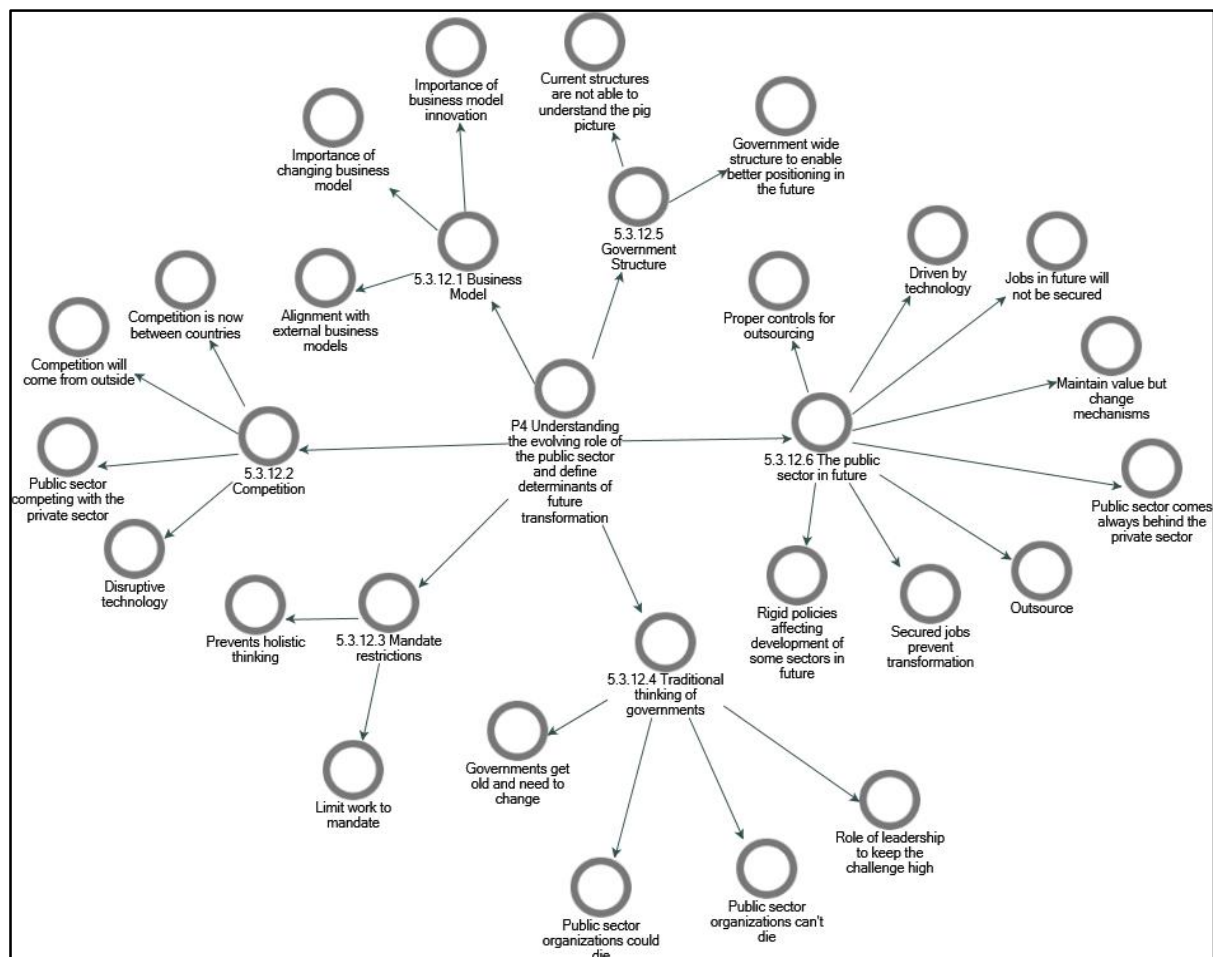 Importance of
business model
innovation
Current structures
are not able to
understand the pig
picture
Government wide
structure to enable
better positioning in
the future
Importance of
changing business
model
5.3.12.5
Government
Structure
5.3.12.1 Business
Model
Alignment with
external business
models
Competition is now
between countries
Competition will
come from outside
Public sector
competing with the
private sector
5.3.12.2
Competition
Disruptive
technology
P4 Understanding
the evolving role of
the public sector
and define
determinants of
future
transformation
Proper controls for
outsourcing
Driven by
technology
Jobs in future will
not be secured
Maintain value but
change
mechanisms
5.3.12.6 The public
sector in future
Public sector comes
always behind the
private sector
Outsource
Secured jobs
prevent
transformation
Rigid policies
affecting
development of
some sectors in
future
Prevents holistic
thinking
5.3.12.3 Mandate
restrictions
Limit work to
mandate
5.3.12.4 Traditional
thinking of
governments
Governments get
old and need to
change
Public sector
organizations could
die
Public sector
organizations can't
die
Role of leadership
to keep the
challenge high